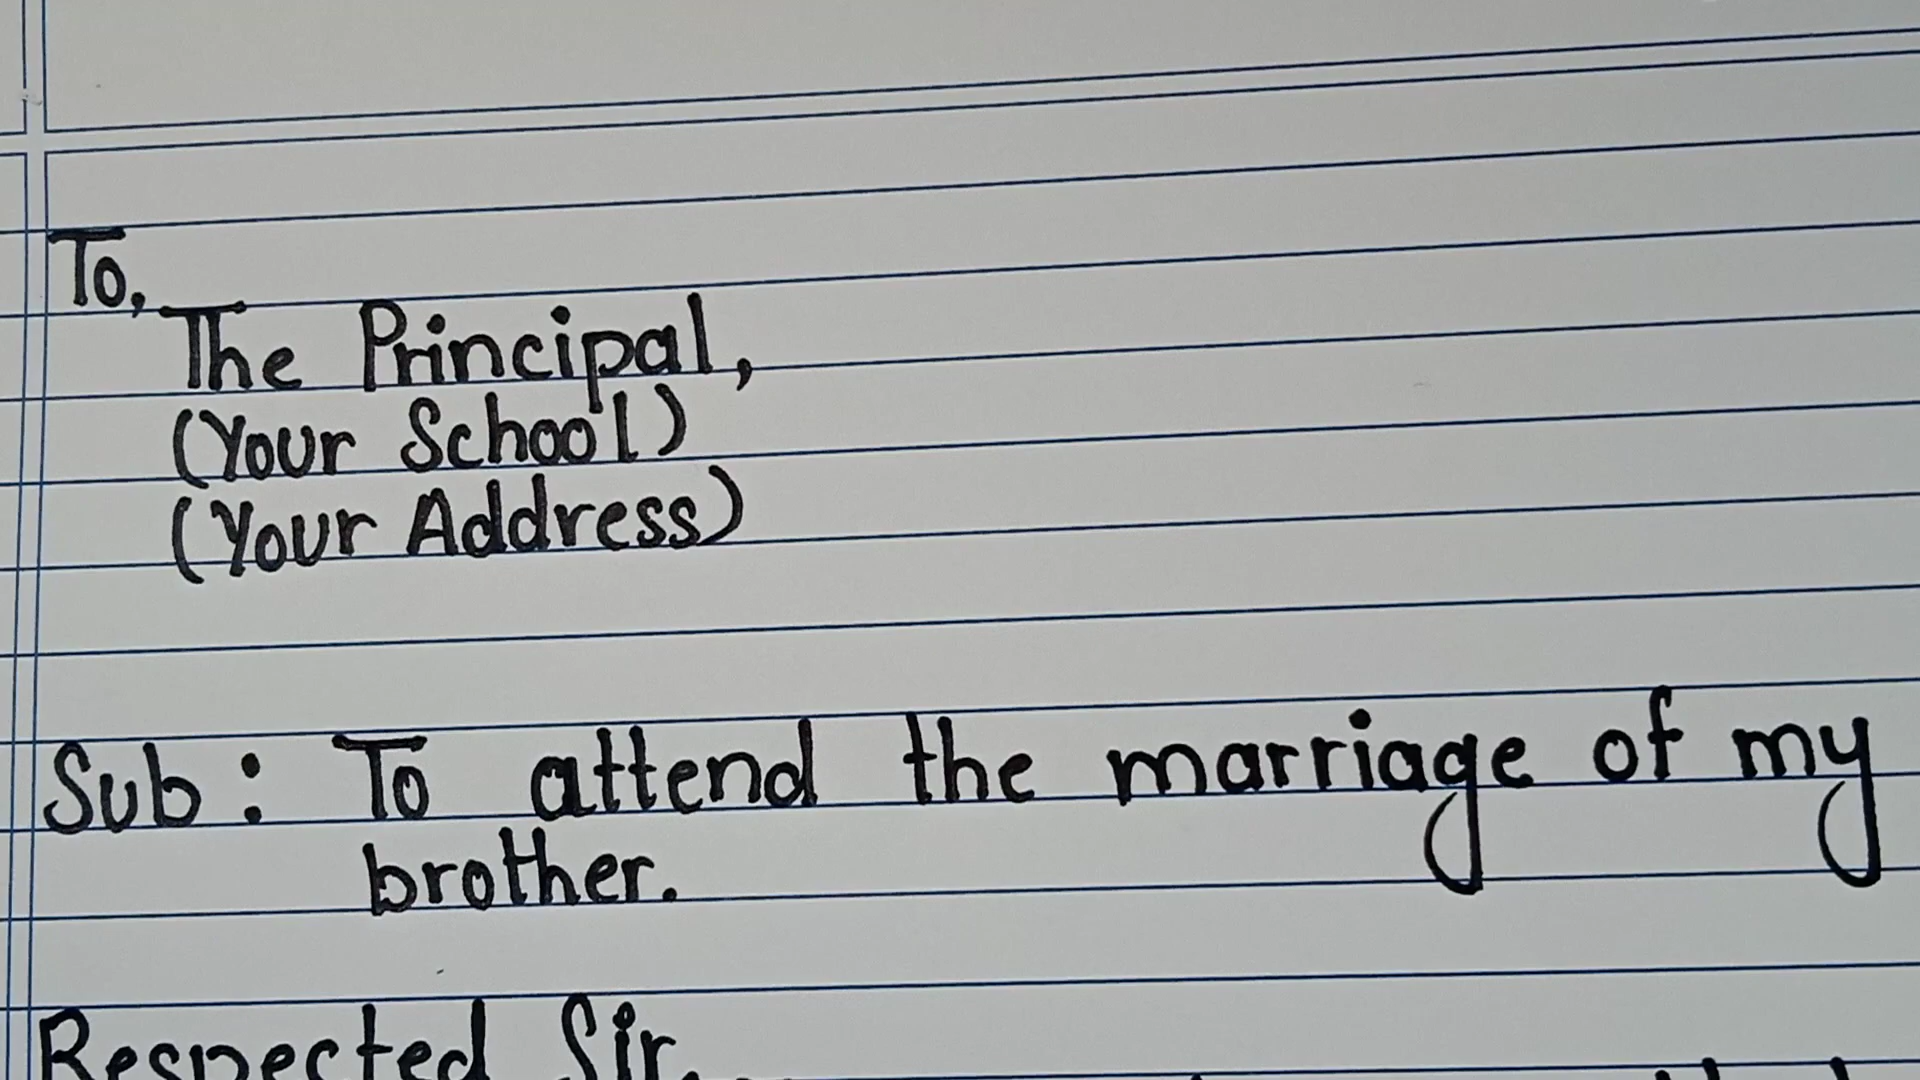 To,
The Principal,
(Your School)
(Your Address)
Sub: To attend the marriage of my
brother.
Respected Sir,